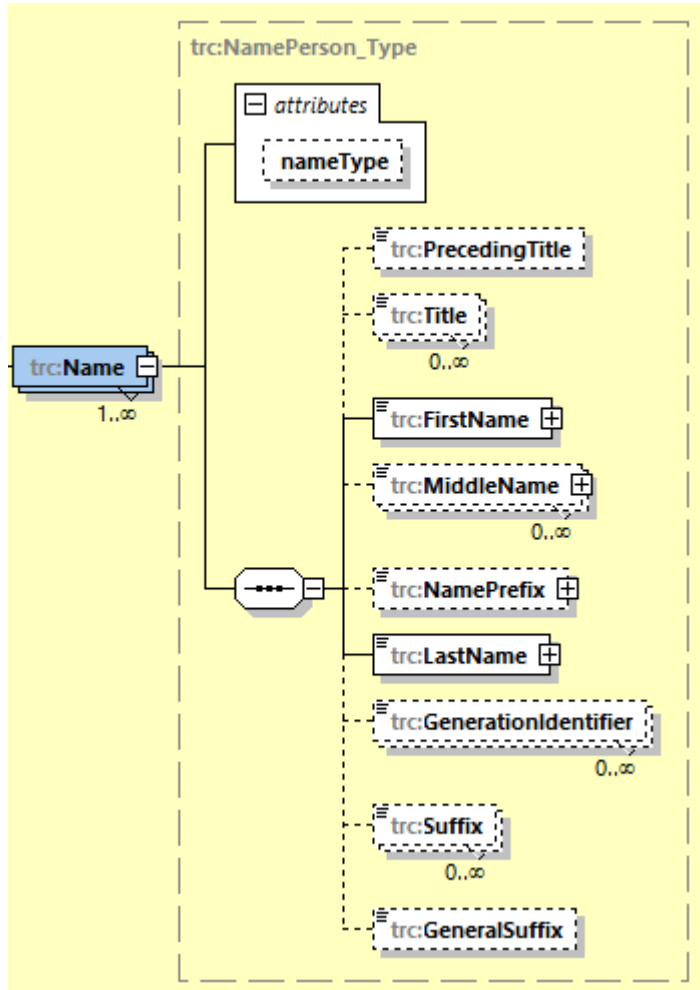 trc:NamePerson_Type
attributes
nameType
trc:PrecedingTitle
trc:Title
0..∞
trc:Name
1..∞
trc:FirstName
trc:MiddleName
0..∞
trc:NamePrefix
trc:LastName
trc:GenerationIdentifier
0..∞
trc:Suffix
0..∞
trc:GeneralSuffix